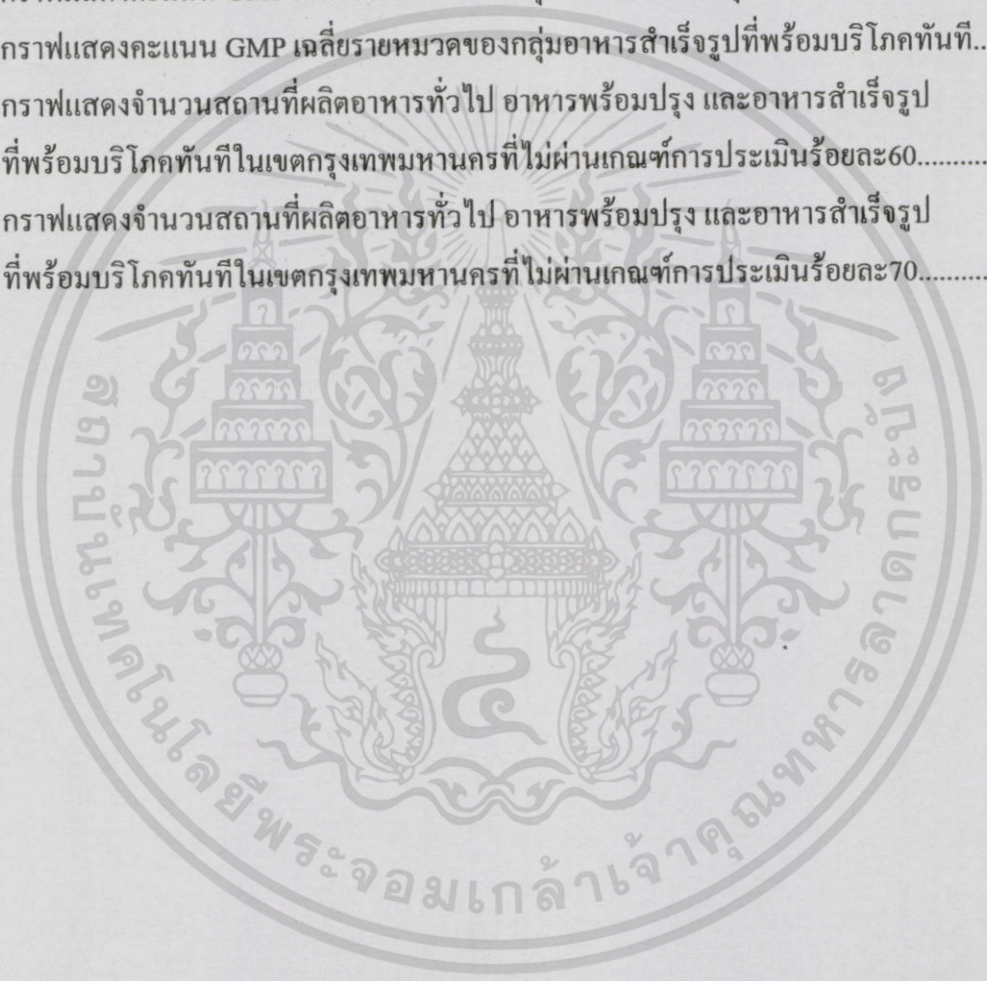 กราฟแสดงคะแนน GMP เฉลี่ยรายหมวดของกลุ่มอาหารสำเร็จรูปที่พร้อมบริโภคทันที..
กราฟแสดงจำนวนสถานที่ผลิตอาหารทั่วไป อาหารพร้อมปรุง และอาหารสำเร็จรูป
ที่พร้อมบริโภคทันทีในเขตกรุงเทพมหานครที่ไม่ผ่านเกณฑ์การประเมินร้อยละ60..........
กราฟแสดงจำนวนสถานที่ผลิตอาหารทั่วไป อาหารพร้อมปรุง และอาหารสำเร็จรูป
ที่พร้อมบริโภคทันทีในเขตกรุงเทพมหานครที่ไม่ผ่านเกณฑ์การประเมินร้อยละ70..........
สถาบันเทคโนโลยีพระจอมเกล้าเจ้าคุณทหารลาดกระบัง
๔